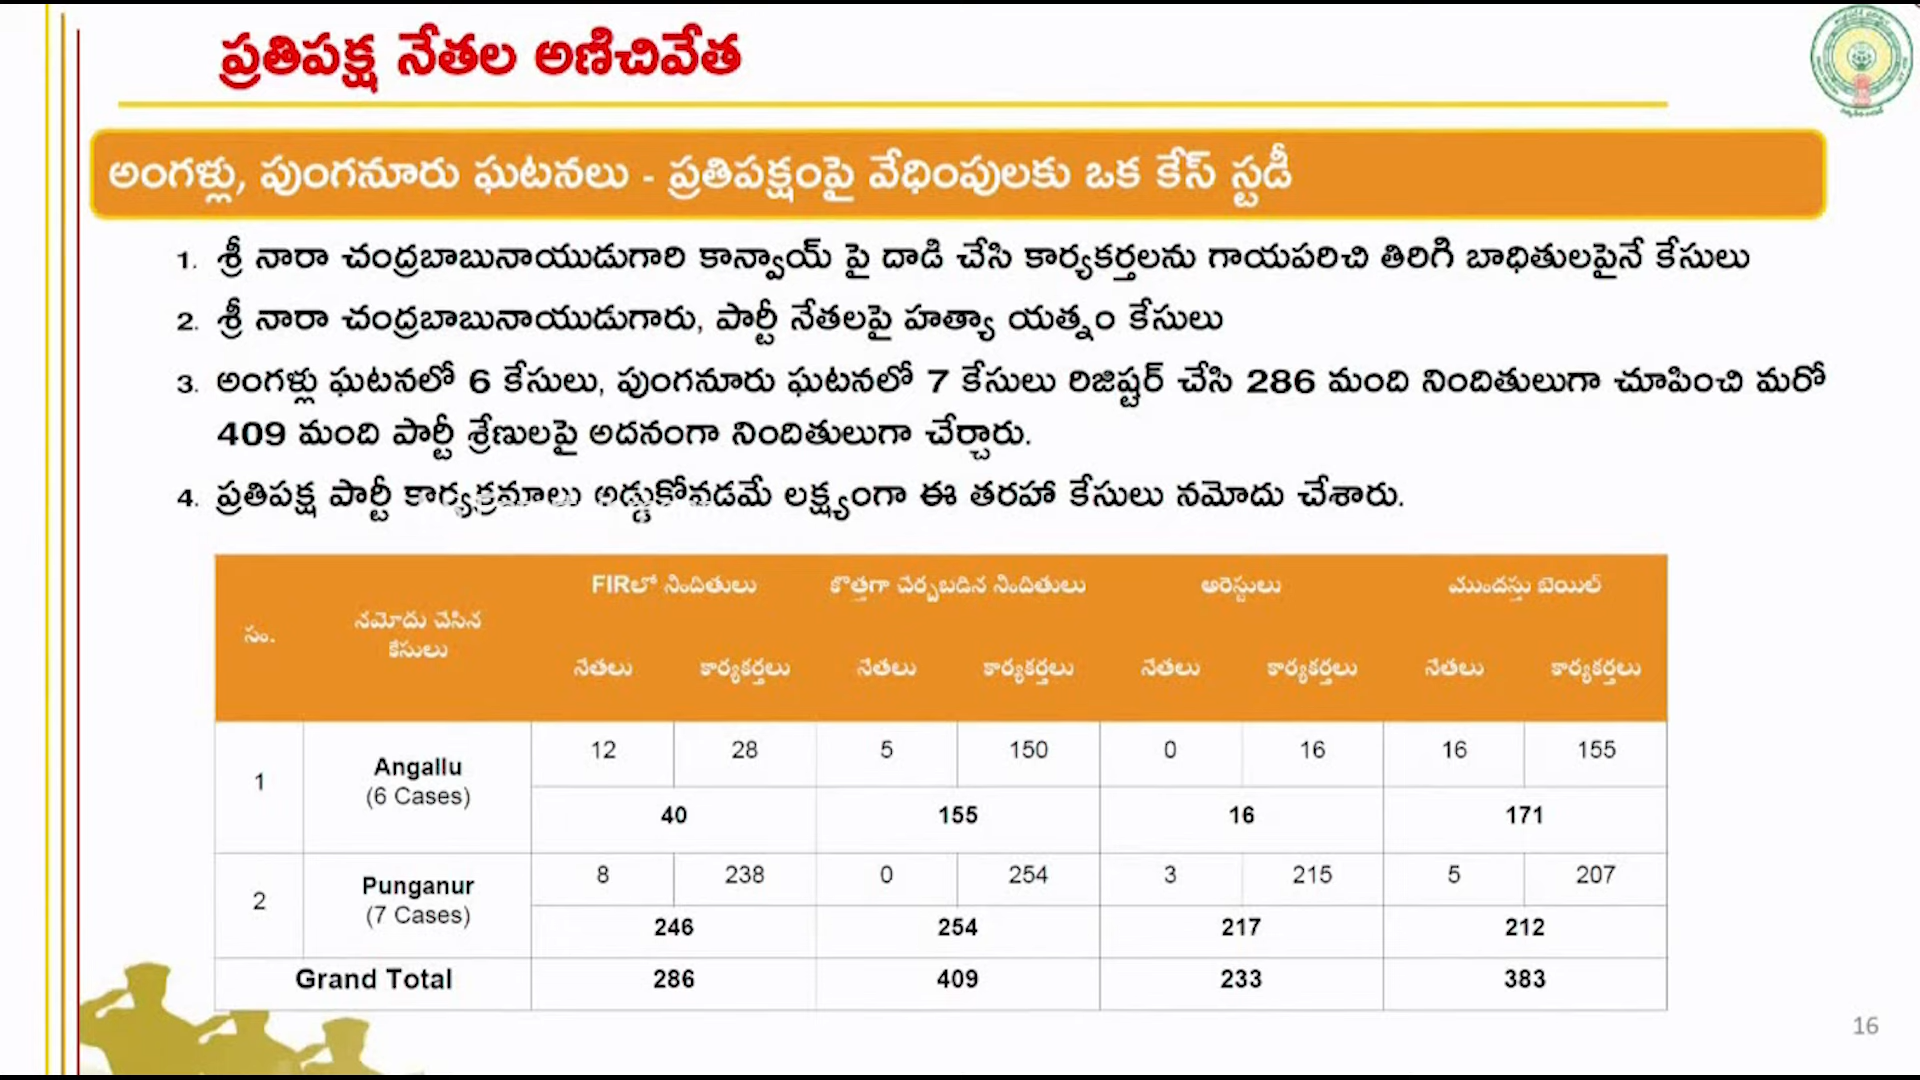 ప్రతిపక్ష నేతల అణిచివేత
అంగళ్లు, పుంగనూరు ఘటనలు - ప్రతిపక్షంపై వేధింపులకు ఒక కేస్ స్టడీ
1. శ్రీ నారా చంద్రబాబునాయుడుగారి కాన్వాయ్ పై దాడి చేసి కార్యకర్తలను గాయపరిచి తిరిగి బాధితులపైనే కేసులు
2. శ్రీ నారా చంద్రబాబునాయుడుగారు, పార్టీ నేతలపై హత్యా యత్నం కేసులు
3. అంగళ్లు ఘటనలో 6 కేసులు, పుంగనూరు ఘటనలో 7 కేసులు రిజిష్టర్ చేసి 286 మంది నిందితులుగా చూపించి మరో
409 మంది పార్టీ శ్రేణులపై అదనంగా నిందితులుగా చేర్చారు.
4. ప్రతిపక్ష పార్టీ కార్యక్రమాలు అడ్డుకోవడమే లక్ష్యంగా ఈ తరహా కేసులు నమోదు చేశారు.
సం. నమోదు చేసిన కేసులు FIRలో నిందితులు కొత్తగా చేర్చబడిన నిందితులు అరెస్టులు ముందస్తు బెయిల్
నేతలు కార్యకర్తలు నేతలు కార్యకర్తలు నేతలు కార్యకర్తలు నేతలు కార్యకర్తలు
1 Angallu (6 Cases) 12 28 5 150 0 16 16 155
40 155 16 171
2 Punganur (7 Cases) 8 238 0 254 3 215 5 207
246 254 217 212
Grand Total 286 409 233 383
16